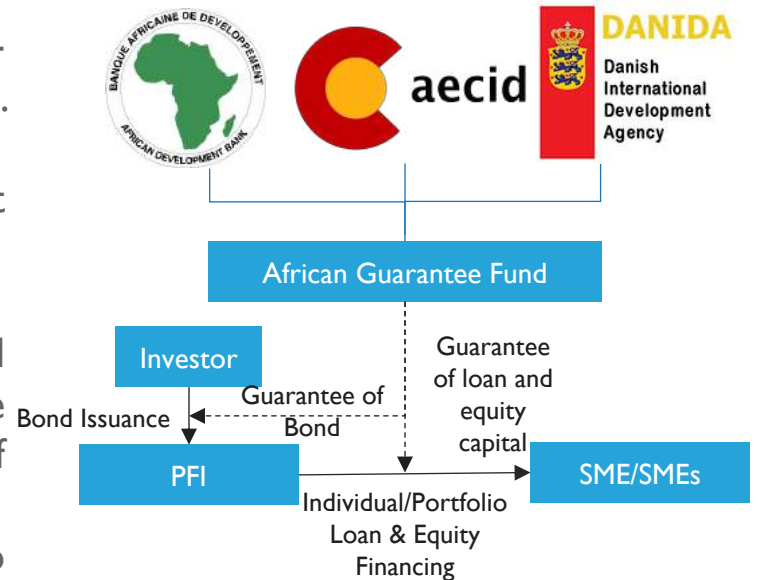 BANQUE AFRICAINE DE DEVELOPPEMENT
AFRICAN DEVELOPMENT BANK
aecid
DANIDA
Danish
International
Development
Agency
African Guarantee Fund
Investor
Guarantee
of loan and
equity
capital
Guarantee of
Bond
Bond Issuance
PFI
SME/SMEs
Individual/Portfolio
Loan & Equity
Financing